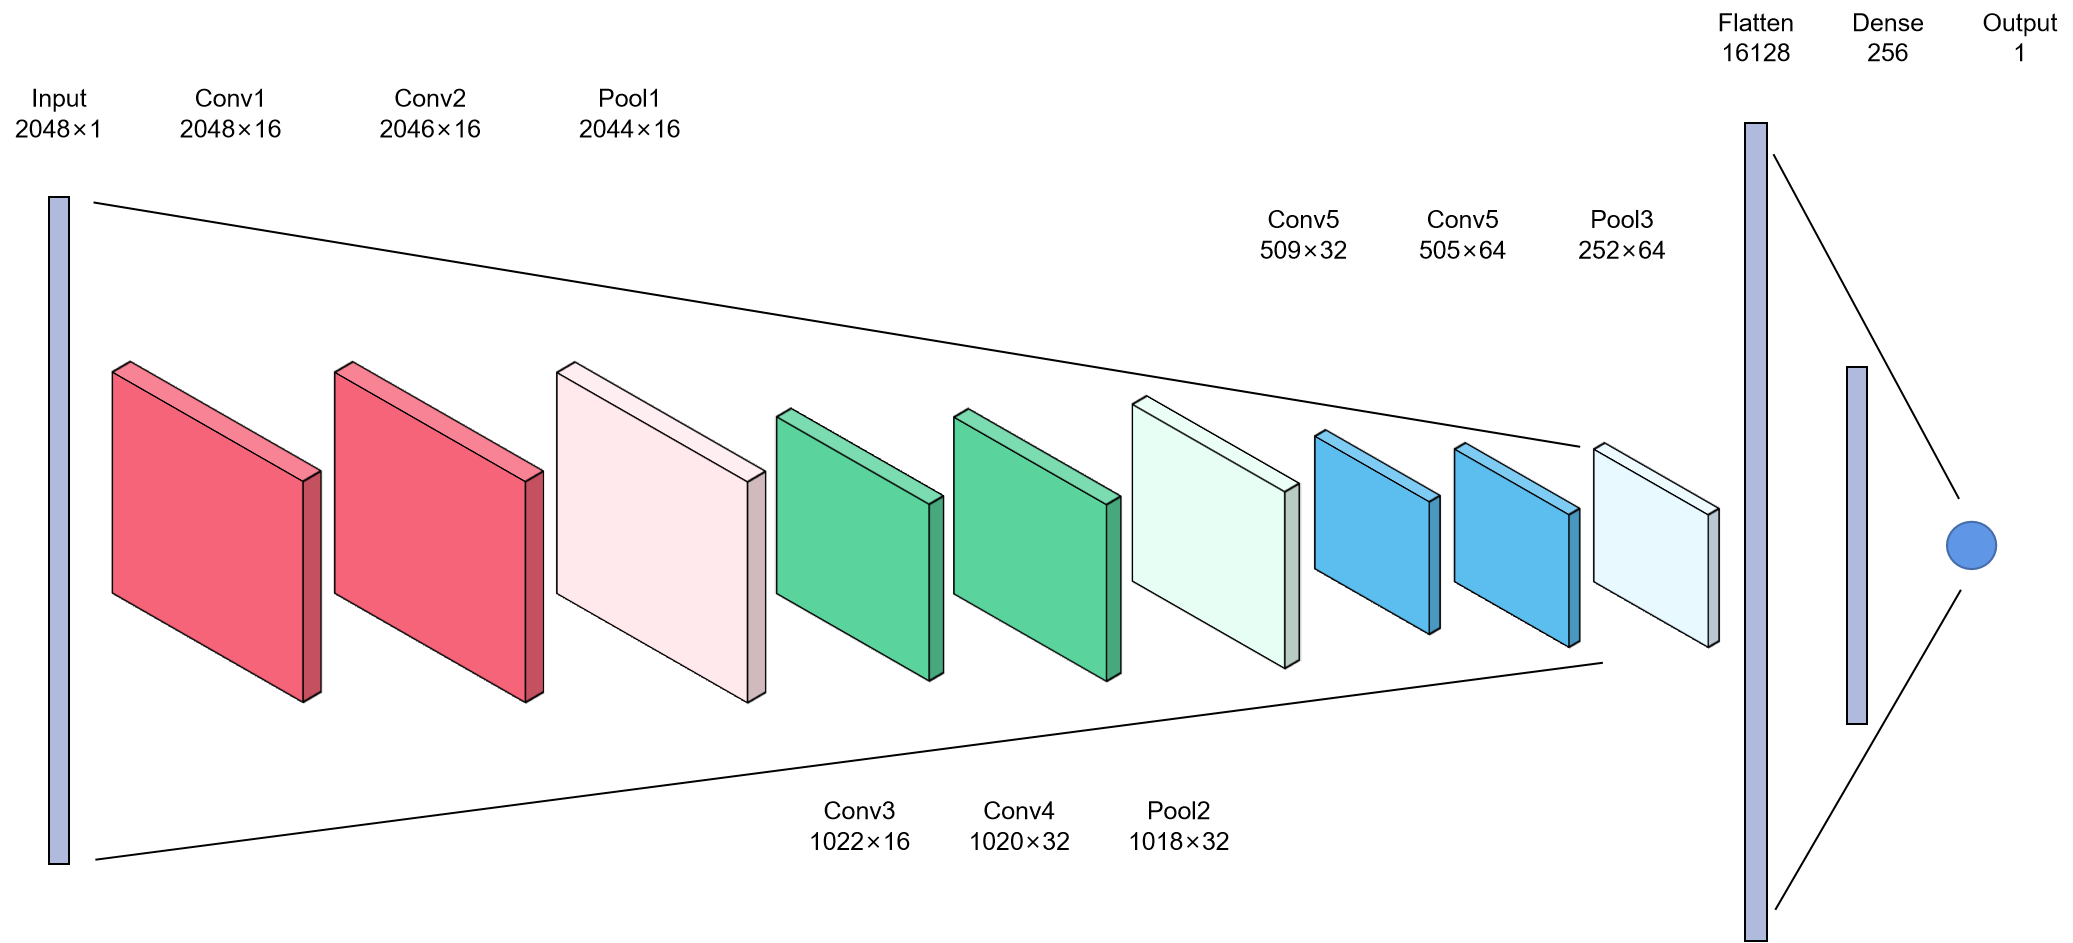 Input
2048×1
Conv1
2048×16
Conv2
2046×16
Pool1
2044×16
Conv3
1022×16
Conv4
1020×32
Pool2
1018×32
Conv5
509×32
Conv5
505×64
Pool3
252×64
Flatten
16128
Dense
256
Output
1